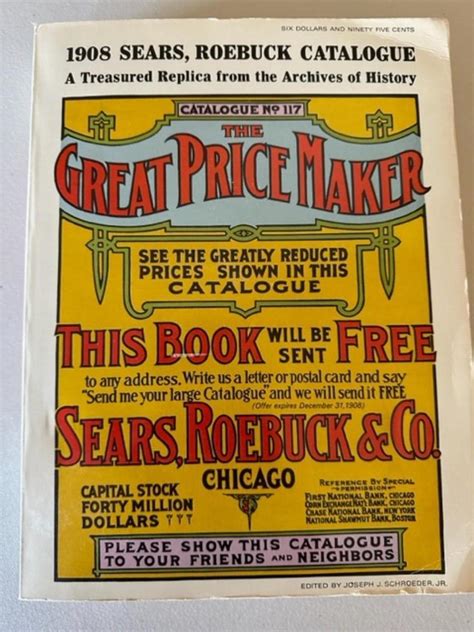 SIX DOLLARS AND NINETY FIVE CENTS
1908 SEARS, ROEBUCK CATALOGUE
A Treasured Replica from the Archives of History
CATALOGUE Nº 117
THE
GREAT PRICE MAKER
SEE THE GREATLY REDUCED
PRICES SHOWN IN THIS
CATALOGUE
THIS BOOK WILL BE SENT FREE
to any address. Write us a letter or postal card and say
"Send me your large Catalogue" and we will send it FREE
(Offer expires December 31, 1908)
SEARS, ROEBUCK & CO.
CHICAGO
CAPITAL STOCK
FORTY MILLION
DOLLARS
REFERENCE BY SPECIAL
PERMISSION
FIRST NATIONAL BANK, CHICAGO
CORN EXCHANGE NAT'L BANK, CHICAGO
CHASE NATIONAL BANK, NEW YORK
NATIONAL SHAWMUT BANK, BOSTON
PLEASE SHOW THIS CATALOGUE
TO YOUR FRIENDS AND NEIGHBORS
EDITED BY JOSEPH J. SCHROEDER, JR.